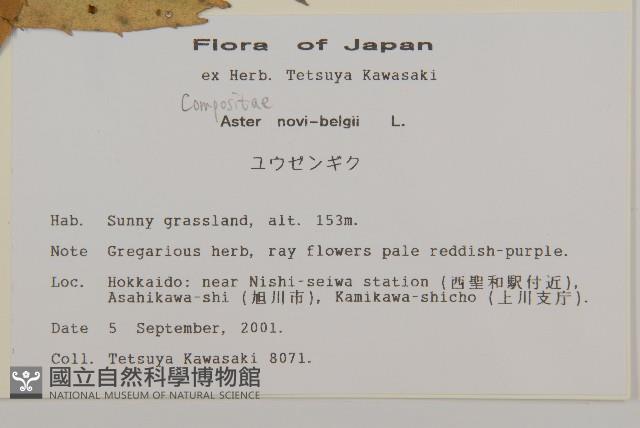 Flora of Japan
ex Herb. Tetsuya Kawasaki
Compositae
Aster novi-belgii L.
ユウゼンギク
Hab. Sunny grassland, alt. 153m.
Note Gregarious herb, ray flowers pale reddish-purple.
Loc. Hokkaido: near Nishi-seiwa station (西聖和駅付近),
Asahikawa-shi (旭川市), Kamikawa-shicho (上川支庁).
Date 5 September, 2001.
Coll. Tetsuya Kawasaki 8071.
國立自然科學博物館
NATIONAL MUSEUM OF NATURAL SCIENCE